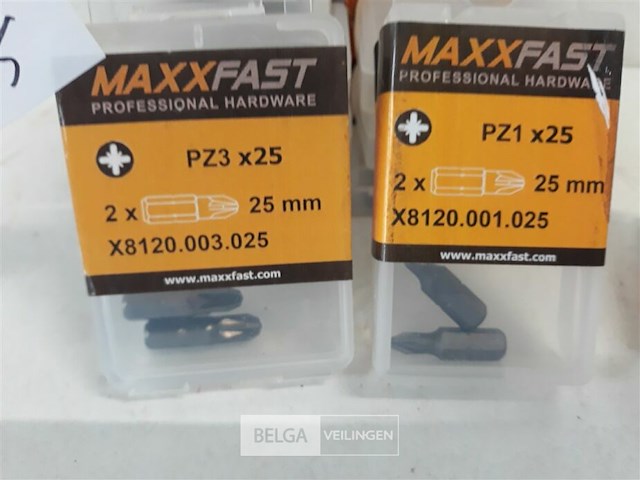 MAXXFAST
PROFESSIONAL HARDWARE
PZ3 x25
2 x 25 mm
X8120.003.025
www.maxxfast.com
MAXXFAST
PROFESSIONAL HARDWARE
PZ1 x25
2 x 25 mm
X8120.001.025
www.maxxfast.com
BELGA VEILINGEN